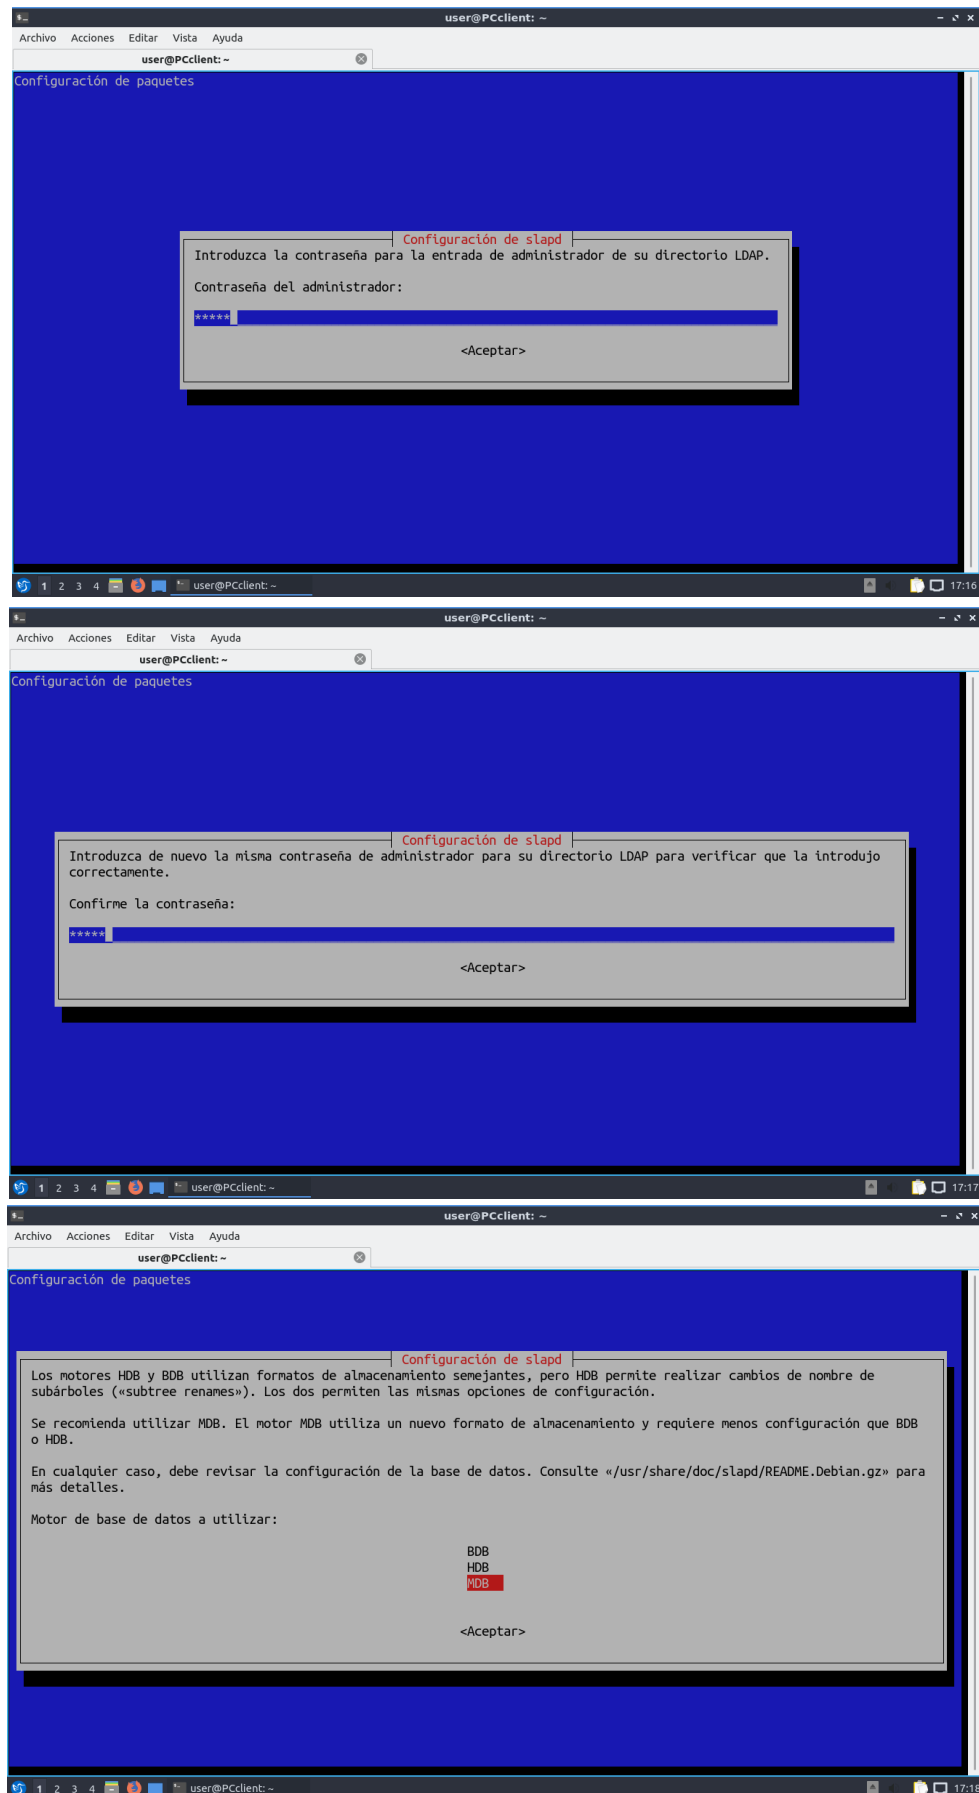 user@PCclient: ~
Archivo Acciones Editar Vista Ayuda
user@PCclient: ~
Configuración de paquetes
Configuración de slapd
Introduzca la contraseña para la entrada de administrador de su directorio LDAP.
Contraseña del administrador:
*****
<Aceptar>
1 2 3 4 user@PCclient: ~ 17:16
user@PCclient: ~
Archivo Acciones Editar Vista Ayuda
user@PCclient: ~
Configuración de paquetes
Configuración de slapd
Introduzca de nuevo la misma contraseña de administrador para su directorio LDAP para verificar que la introdujo
correctamente.
Confirme la contraseña:
*****
<Aceptar>
1 2 3 4 user@PCclient: ~ 17:17
user@PCclient: ~
Archivo Acciones Editar Vista Ayuda
user@PCclient: ~
Configuración de paquetes
Configuración de slapd
Los motores HDB y BDB utilizan formatos de almacenamiento semejantes, pero HDB permite realizar cambios de nombre de
subárboles («subtree renames»). Los dos permiten las mismas opciones de configuración.
Se recomienda utilizar MDB. El motor MDB utiliza un nuevo formato de almacenamiento y requiere menos configuración que BDB
o HDB.
En cualquier caso, debe revisar la configuración de la base de datos. Consulte «/usr/share/doc/slapd/README.Debian.gz» para
más detalles.
Motor de base de datos a utilizar:
BDB
HDB
MDB
<Aceptar>
1 2 3 4 user@PCclient: ~ 17:18